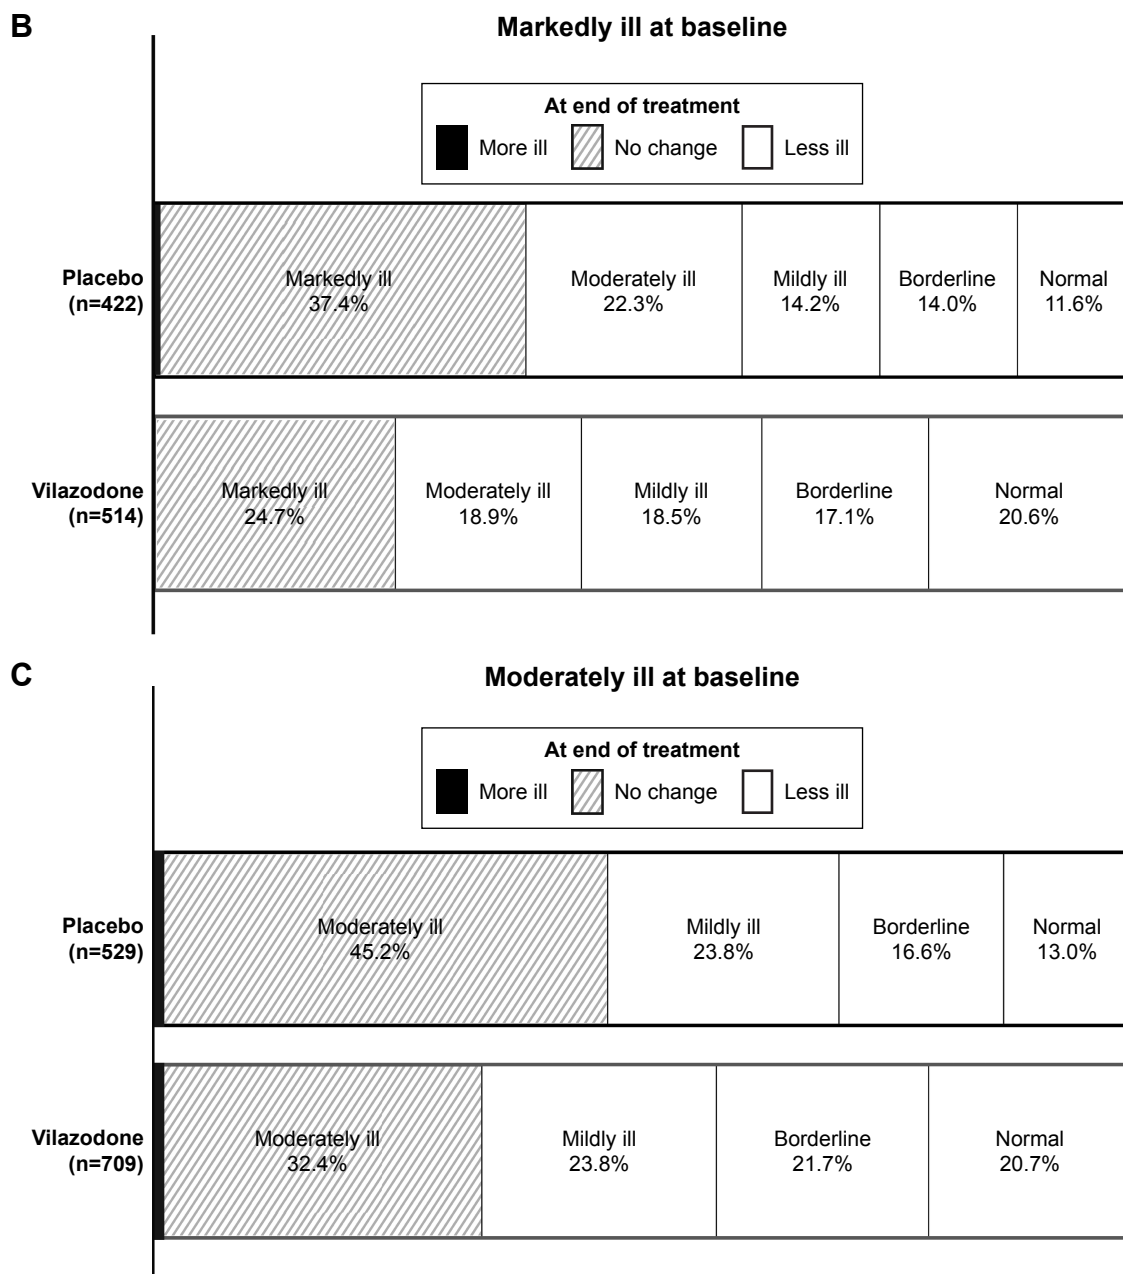 B
Markedly ill at baseline
At end of treatment
More ill No change Less ill
Placebo
(n=422)
Markedly ill
37.4%
Moderately ill
22.3%
Mildly ill
14.2%
Borderline
14.0%
Normal
11.6%
Vilazodone
(n=514)
Markedly ill
24.7%
Moderately ill
18.9%
Mildly ill
18.5%
Borderline
17.1%
Normal
20.6%
C
Moderately ill at baseline
At end of treatment
More ill No change Less ill
Placebo
(n=529)
Moderately ill
45.2%
Mildly ill
23.8%
Borderline
16.6%
Normal
13.0%
Vilazodone
(n=709)
Moderately ill
32.4%
Mildly ill
23.8%
Borderline
21.7%
Normal
20.7%